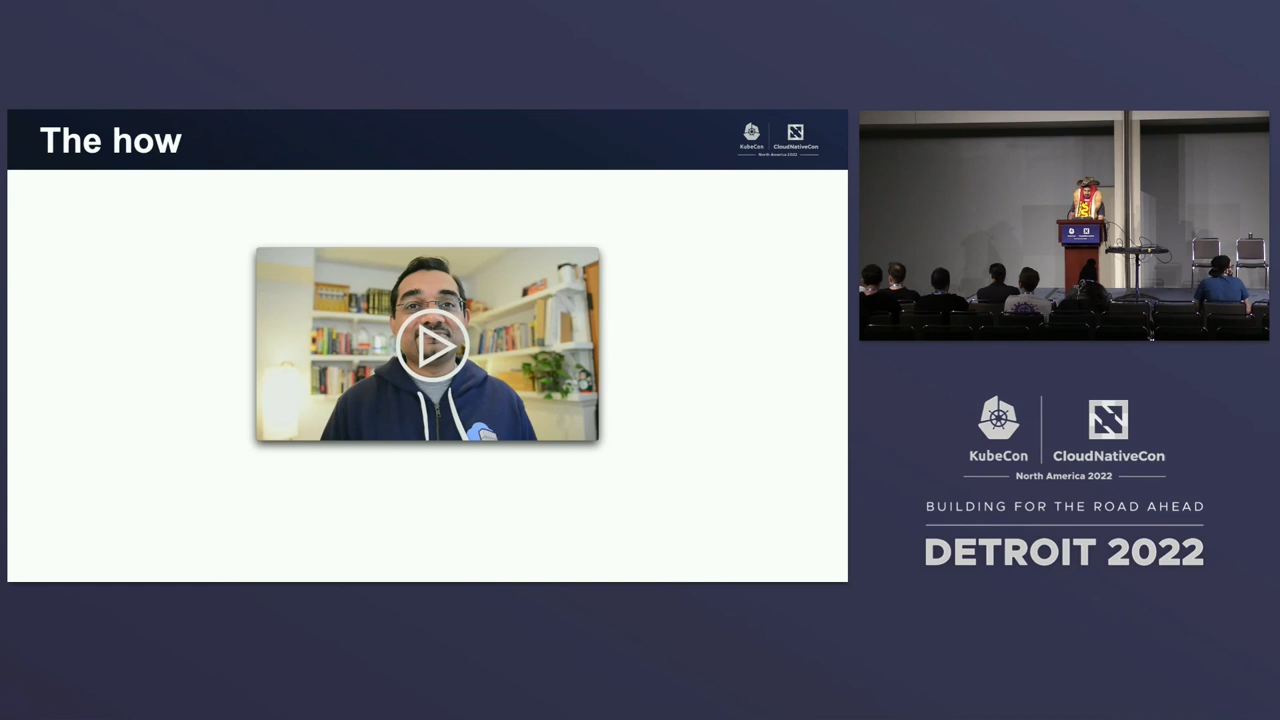 The how
KubeCon
CloudNativeCon
North America 2022
KubeCon
CloudNativeCon
North America 2022
BUILDING FOR THE ROAD AHEAD
DETROIT 2022